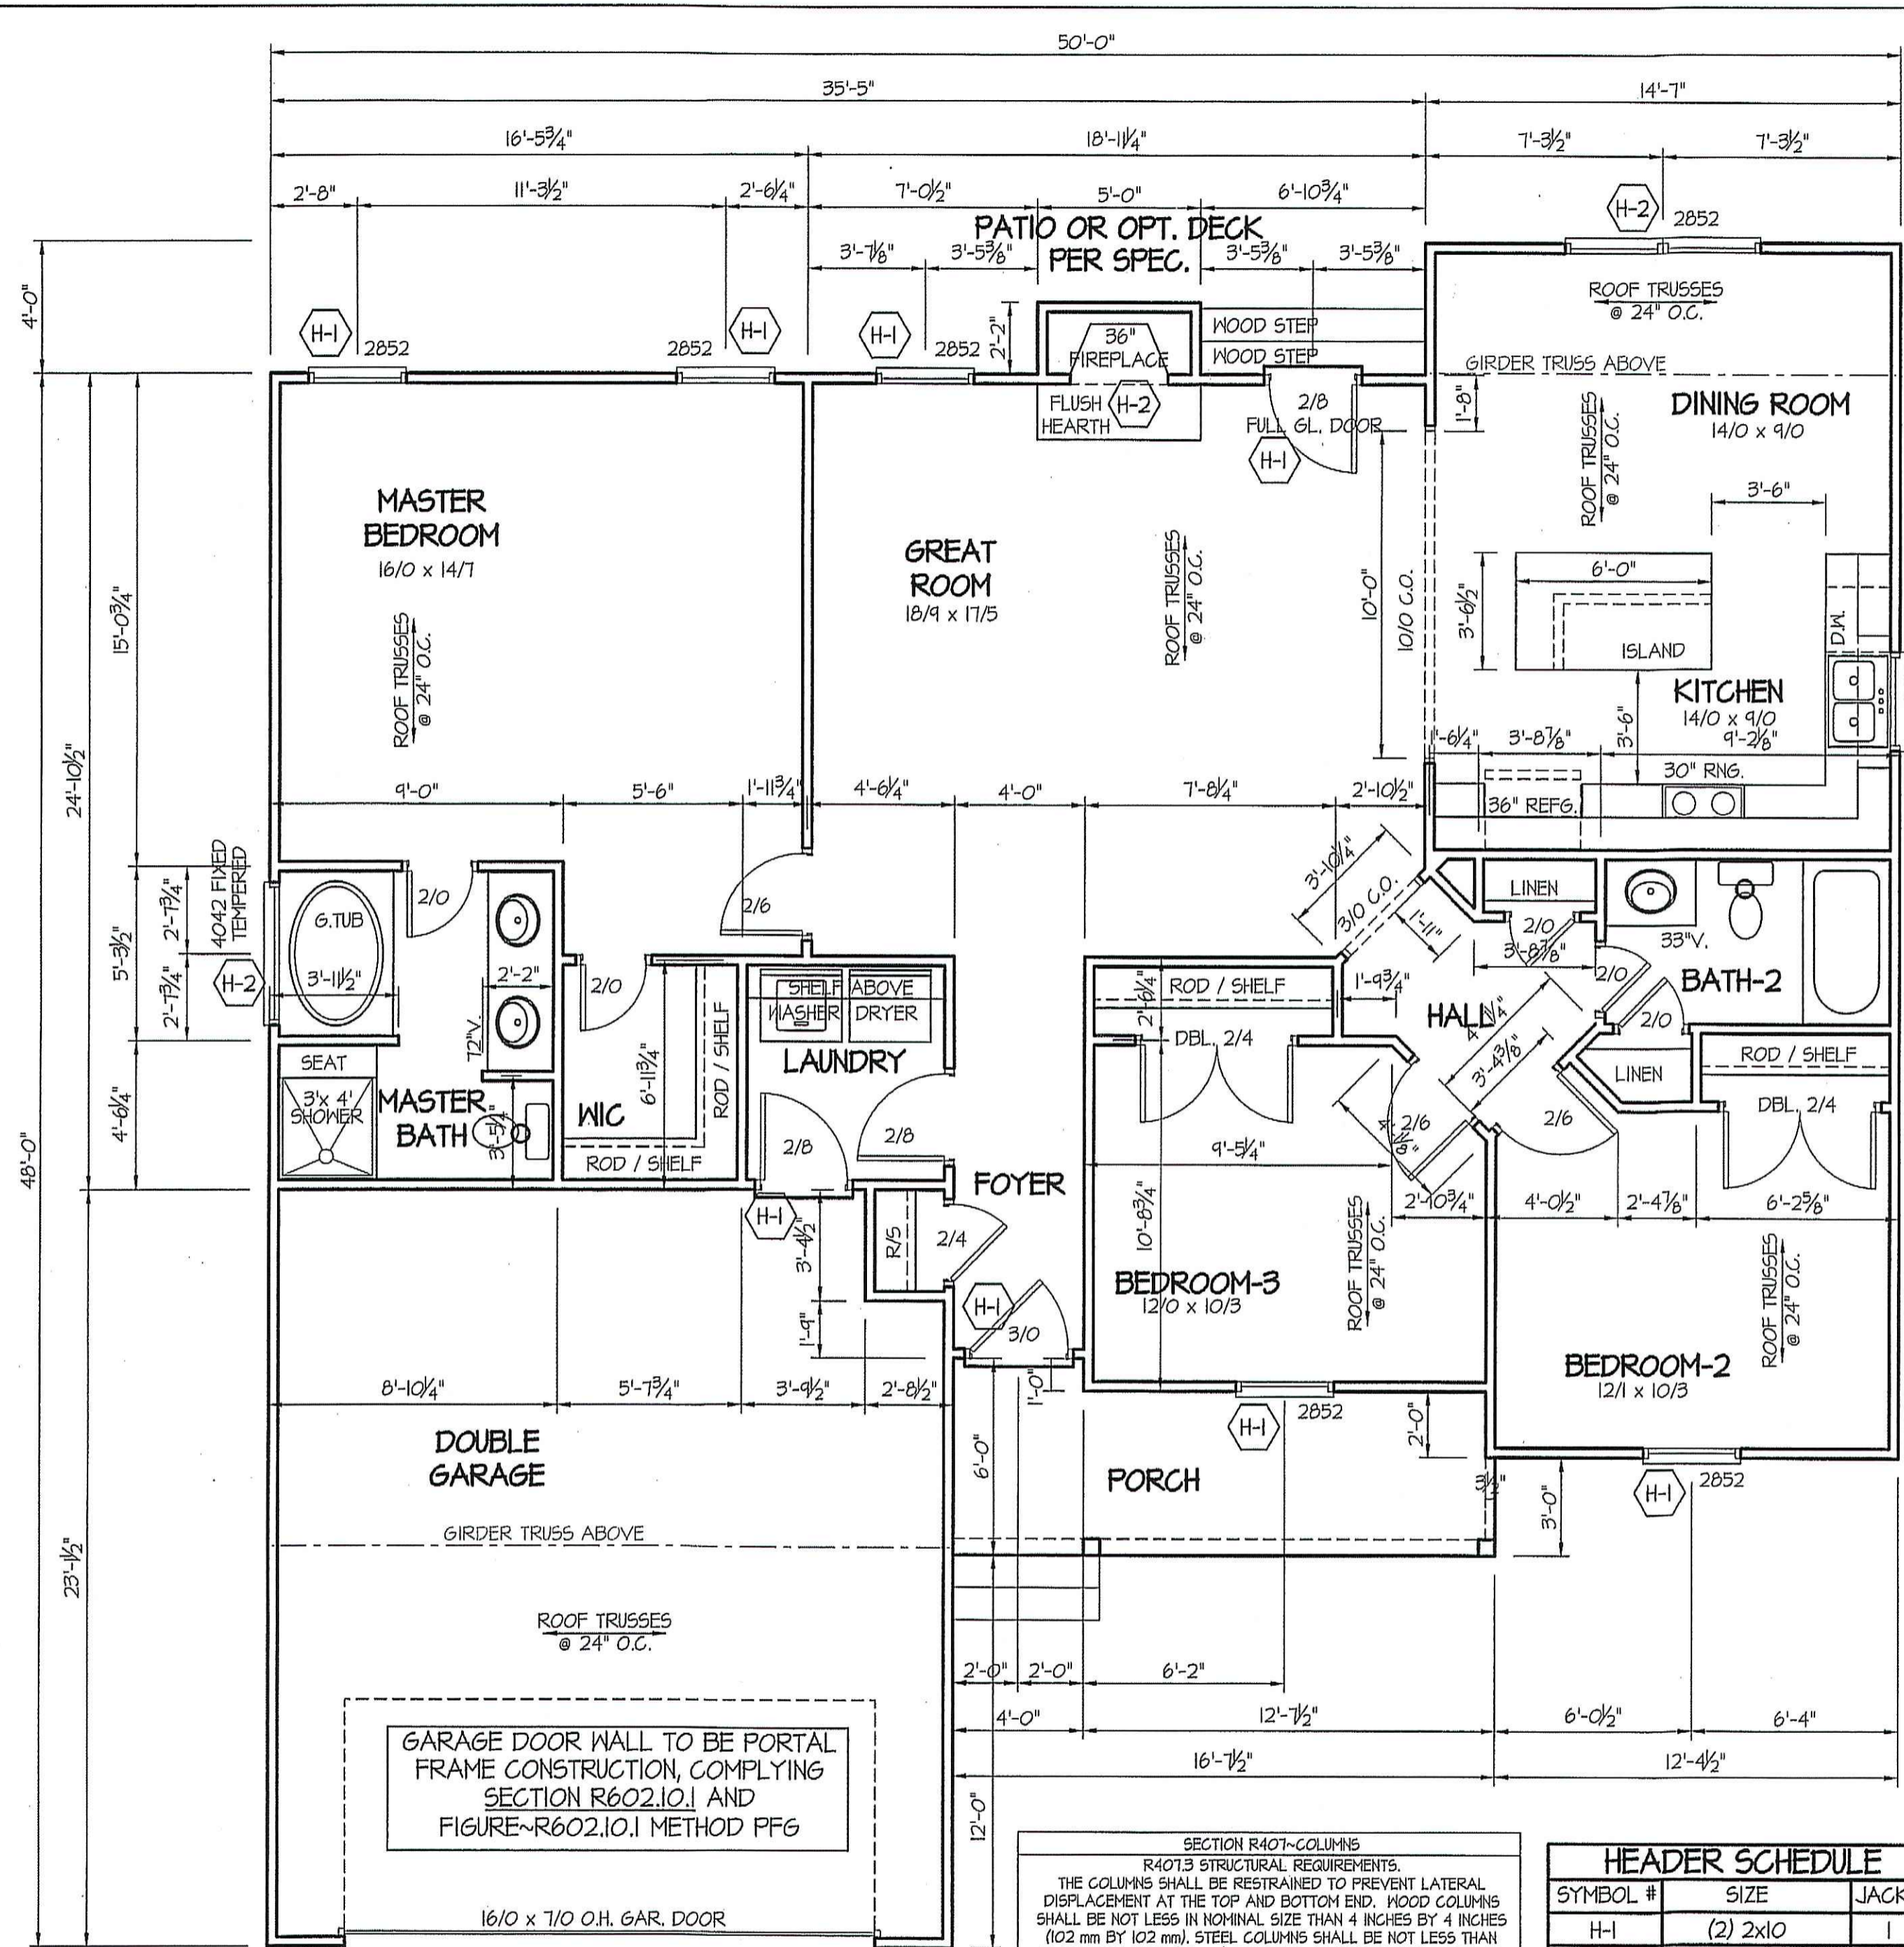 50'-0"
35'-5"
14'-7"
16'-5¾"
18'-11¼"
7'-3½"
7'-3½"
2'-8"
11'-3½"
2'-6¼"
7'-0½"
5'-0"
6'-10¾"
H-2
2852
PATIO OR OPT. DECK
PER SPEC.
3'-7⅛"
3'-5⅜"
3'-5⅜"
3'-5⅜"
4'-0"
H-1
2852
2852
H-1
H-1
2852
2'-2"
36"
FIREPLACE
WOOD STEP
WOOD STEP
ROOF TRUSSES
@ 24" O.C.
GIRDER TRUSS ABOVE
FLUSH
HEARTH
H-2
2/8
FULL GL. DOOR
H-1
1'-8"
DINING ROOM
14/0 x 9/0
ROOF TRUSSES
@ 24" O.C.
3'-6"
MASTER
BEDROOM
16/0 x 14/7
GREAT
ROOM
18/9 x 17/5
ROOF TRUSSES
@ 24" O.C.
10'-0"
10/0 C.O.
3'-6½"
6'-0"
ISLAND
D.W.
15'-0¾"
ROOF TRUSSES
@ 24" O.C.
KITCHEN
14/0 x 9/0
9'-2⅛"
1'-6¼"
3'-8⅞"
3'-6"
30" RNG.
36" REFG.
24'-10½"
9'-0"
5'-6"
1'-11¾"
4'-6¼"
4'-0"
7'-8¼"
2'-10½"
4042 FIXED
TEMPERED
2'-7¾"
5'-3½"
2'-7¾"
H-2
G.TUB
3'-11½"
2/0
2'-2"
72"V.
2/6
2/0
3'-10¼"
3/0 C.O.
1'-11"
LINEN
2/0
3'-8⅞"
33"V.
2/0
BATH-2
SHELF ABOVE
WASHER
DRYER
LAUNDRY
ROD / SHELF
6'-11¾"
2'-6¼"
ROD / SHELF
DBL. 2/4
1'-9¾"
HALL
3'-4⅜"
2/0
LINEN
ROD / SHELF
DBL. 2/4
4'-6¼"
SEAT
3'x 4'
SHOWER
MASTER
BATH
3'-5¼"
WIC
ROD / SHELF
2/8
2/8
FOYER
9'-5¼"
2/6
2/6
48'-0"
H-1
3'-4½"
R/S
2/4
10'-8¾"
2'-10¾"
4'-0½"
2'-4⅞"
6'-2⅝"
BEDROOM-3
12/0 x 10/3
ROOF TRUSSES
@ 24" O.C.
ROOF TRUSSES
@ 24" O.C.
1'-9"
H-1
3/0
1'-0"
BEDROOM-2
12/1 x 10/3
8'-10¼"
5'-7¾"
3'-9½"
2'-8½"
H-1
2852
2'-0"
DOUBLE
GARAGE
6'-0"
PORCH
3½"
3'-0"
H-1
2852
GIRDER TRUSS ABOVE
23'-1½"
ROOF TRUSSES
@ 24" O.C.
2'-0"
2'-0"
6'-2"
4'-0"
12'-7½"
6'-0½"
6'-4"
16'-7½"
12'-4½"
12'-0"
GARAGE DOOR WALL TO BE PORTAL
FRAME CONSTRUCTION, COMPLYING
SECTION R602.10.1 AND
FIGURE~R602.10.1 METHOD PFG
16/0 x 7/0 O.H. GAR. DOOR
SECTION R407~COLUMNS
R407.3 STRUCTURAL REQUIREMENTS.
THE COLUMNS SHALL BE RESTRAINED TO PREVENT LATERAL
DISPLACEMENT AT THE TOP AND BOTTOM END. WOOD COLUMNS
SHALL BE NOT LESS IN NOMINAL SIZE THAN 4 INCHES BY 4 INCHES
(102 mm BY 102 mm). STEEL COLUMNS SHALL BE NOT LESS THAN
HEADER SCHEDULE
SYMBOL # SIZE JACK
H-1 (2) 2x10 1